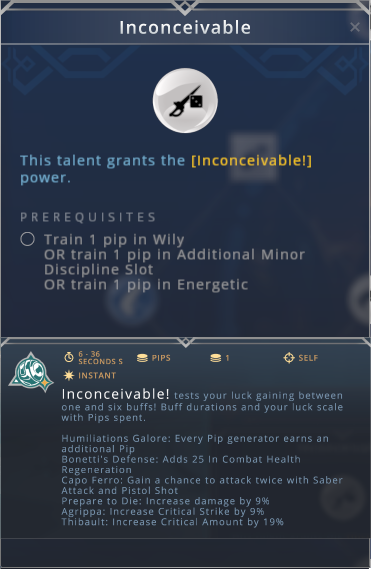 Inconceivable
This talent grants the [Inconceivable!]
power.
PREREQUISITES
Train 1 pip in Wily
OR train 1 pip in Additional Minor
Discipline Slot
OR train 1 pip in Energetic
6 - 36
SECONDS S
PIPS
1
SELF
INSTANT
Inconceivable! tests your luck gaining between
one and six buffs! Buff durations and your luck scale
with Pips spent.
Humiliations Galore: Every Pip generator earns an
additional Pip
Bonetti's Defense: Adds 25 In Combat Health
Regeneration
Capo Ferro: Gain a chance to attack twice with Saber
Attack and Pistol Shot
Prepare to Die: Increase damage by 9%
Agrippa: Increase Critical Strike by 9%
Thibault: Increase Critical Amount by 19%